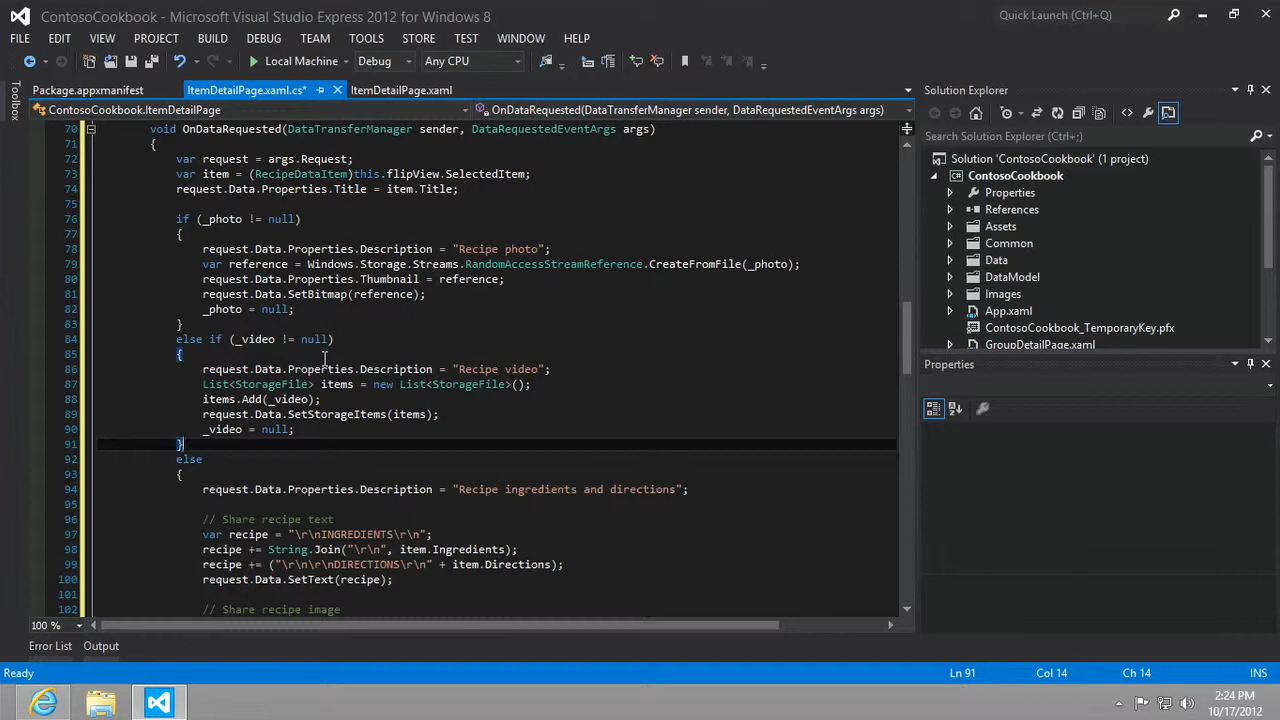 ContosoCookbook - Microsoft Visual Studio Express 2012 for Windows 8
Quick Launch (Ctrl+Q)
FILE EDIT VIEW PROJECT BUILD DEBUG TEAM TOOLS STORE TEST WINDOW HELP
Local Machine Debug Any CPU
Toolbox
Package.appxmanifest ItemDetailPage.xaml.cs* ItemDetailPage.xaml
ContosoCookbook.ItemDetailPage OnDataRequested(DataTransferManager sender, DataRequestedEventArgs args)
70 void OnDataRequested(DataTransferManager sender, DataRequestedEventArgs args)
71 {
72 var request = args.Request;
73 var item = (RecipeDataItem)this.flipView.SelectedItem;
74 request.Data.Properties.Title = item.Title;
75
76 if (_photo != null)
77 {
78 request.Data.Properties.Description = "Recipe photo";
79 var reference = Windows.Storage.Streams.RandomAccessStreamReference.CreateFromFile(_photo);
80 request.Data.Properties.Thumbnail = reference;
81 request.Data.SetBitmap(reference);
82 _photo = null;
83 }
84 else if (_video != null)
85 {
86 request.Data.Properties.Description = "Recipe video";
87 List<StorageFile> items = new List<StorageFile>();
88 items.Add(_video);
89 request.Data.SetStorageItems(items);
90 _video = null;
91 }
92 else
93 {
94 request.Data.Properties.Description = "Recipe ingredients and directions";
95
96 // Share recipe text
97 var recipe = "\r\nINGREDIENTS\r\n";
98 recipe += String.Join("\r\n", item.Ingredients);
99 recipe += ("\r\n\r\nDIRECTIONS\r\n" + item.Directions);
100 request.Data.SetText(recipe);
101
102 // Share recipe image
100 %
Solution Explorer
Search Solution Explorer (Ctrl+;)
Solution 'ContosoCookbook' (1 project)
ContosoCookbook
Properties
References
Assets
Common
Data
DataModel
Images
App.xaml
ContosoCookbook_TemporaryKey.pfx
GroupDetailPage.xaml
Properties
Error List Output
Ready Ln 91 Col 14 Ch 14 INS
2:24 PM
10/17/2012